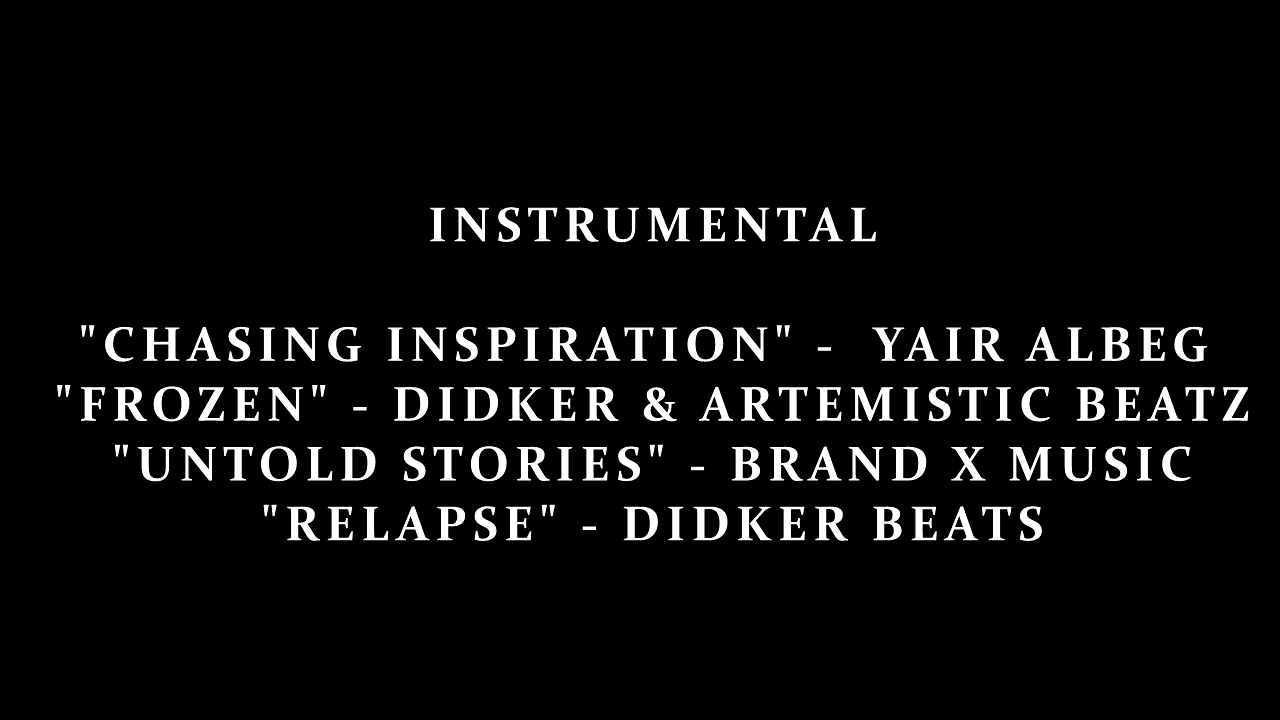 INSTRUMENTAL
"CHASING INSPIRATION" - YAIR ALBEG
"FROZEN" - DIDKER & ARTEMISTIC BEATZ
"UNTOLD STORIES" - BRAND X MUSIC
"RELAPSE" - DIDKER BEATS